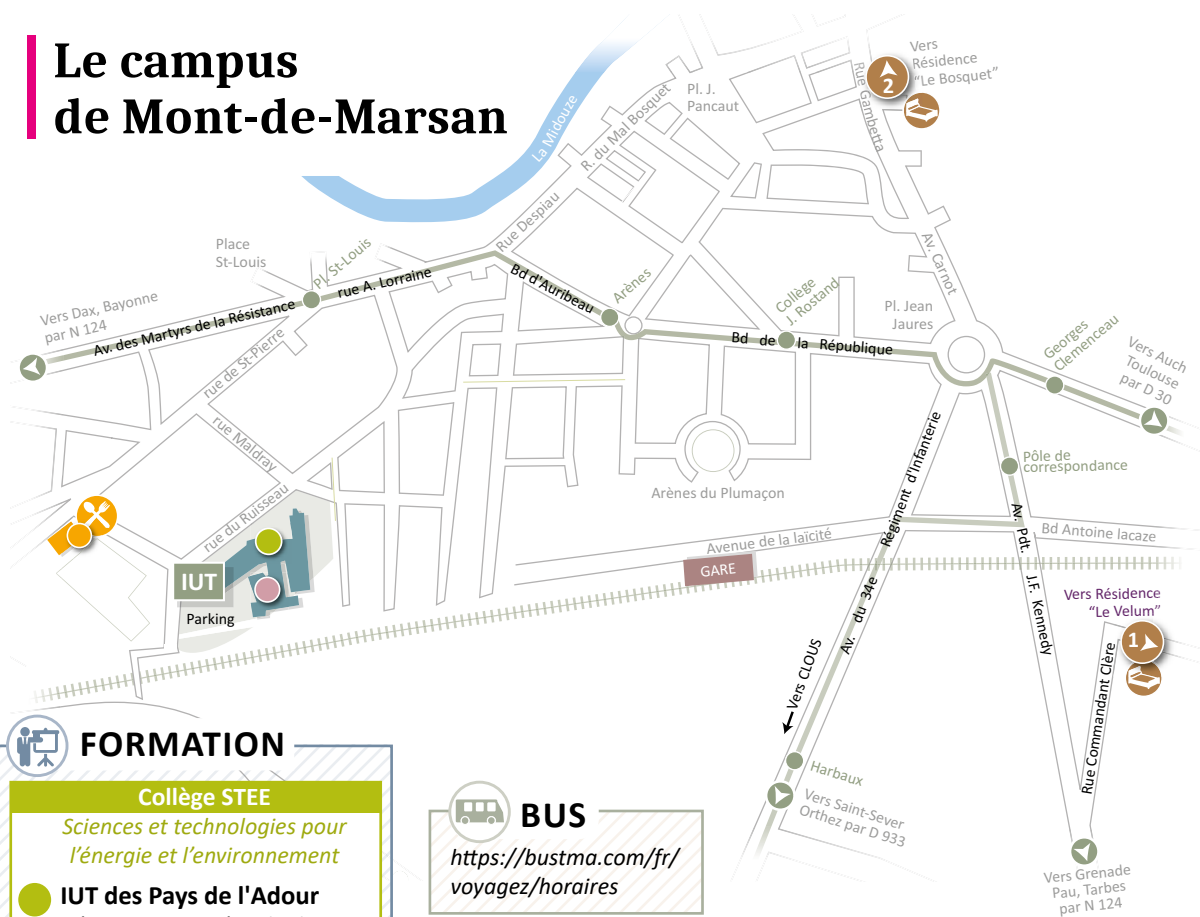 Le campus
de Mont-de-Marsan
Vers
Résidence
"Le Bosquet"
2
Rue Gambetta
Pl. J.
Pancaut
R. du Mal Bosquet
La Midouze
Rue Despiau
Place
St-Louis
Pl. St-Louis
rue A. Lorraine
Bd d'Auribeau
Arènes
Collège
J. Rostand
Pl. Jean
Jaures
Av. Carnot
Vers Dax, Bayonne
par N 124
Av. des Martyrs de la Résistance
Bd de la République
Georges
Clemenceau
Vers Auch
Toulouse
par D 30
rue de St-Pierre
rue Maldray
rue du Ruisseau
Arènes du Plumaçon
Pôle de
correspondance
Av. du 34e Régiment d'Infanterie
Av. Pdt. J.F. Kennedy
Bd Antoine lacaze
Avenue de la laïcité
GARE
IUT
Parking
Vers Résidence
"Le Velum"
1
Rue Commandant Clère
Vers CLOUS
Harbaux
Vers Saint-Sever
Orthez par D 933
Vers Grenade
Pau, Tarbes
par N 124
FORMATION
Collège STEE
Sciences et technologies pour
l'énergie et l'environnement
IUT des Pays de l'Adour
BUS
https://bustma.com/fr/
voyagez/horaires